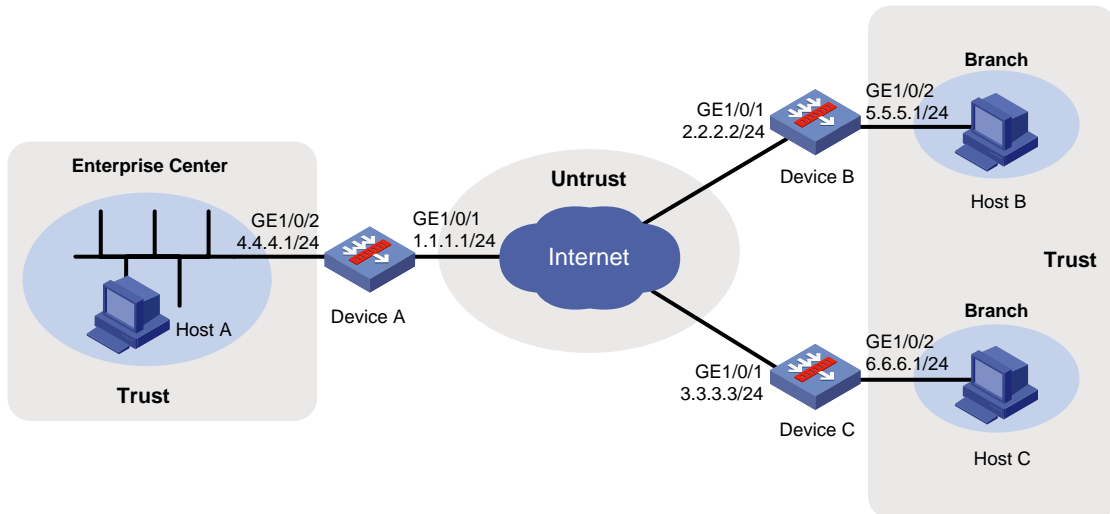 Enterprise Center
GE1/0/2
4.4.4.1/24
Host A
Trust
Device A
GE1/0/1
1.1.1.1/24
Untrust
Internet
GE1/0/1
2.2.2.2/24
Device B
GE1/0/2
5.5.5.1/24
Branch
Host B
Trust
GE1/0/1
3.3.3.3/24
Device C
GE1/0/2
6.6.6.1/24
Branch
Host C